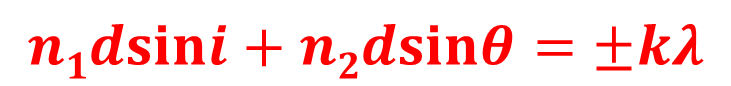 n₁dsini + n₂dsinθ = ±kλ